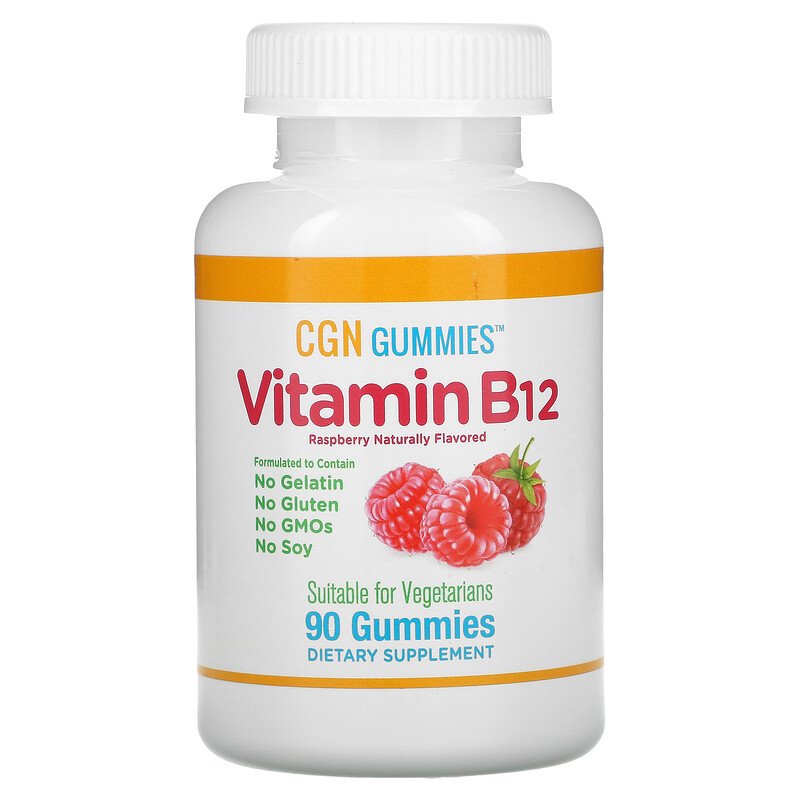 CGN GUMMIES™
Vitamin B12
Raspberry Naturally Flavored
Formulated to Contain
No Gelatin
No Gluten
No GMOs
No Soy
Suitable for Vegetarians
90 Gummies
DIETARY SUPPLEMENT